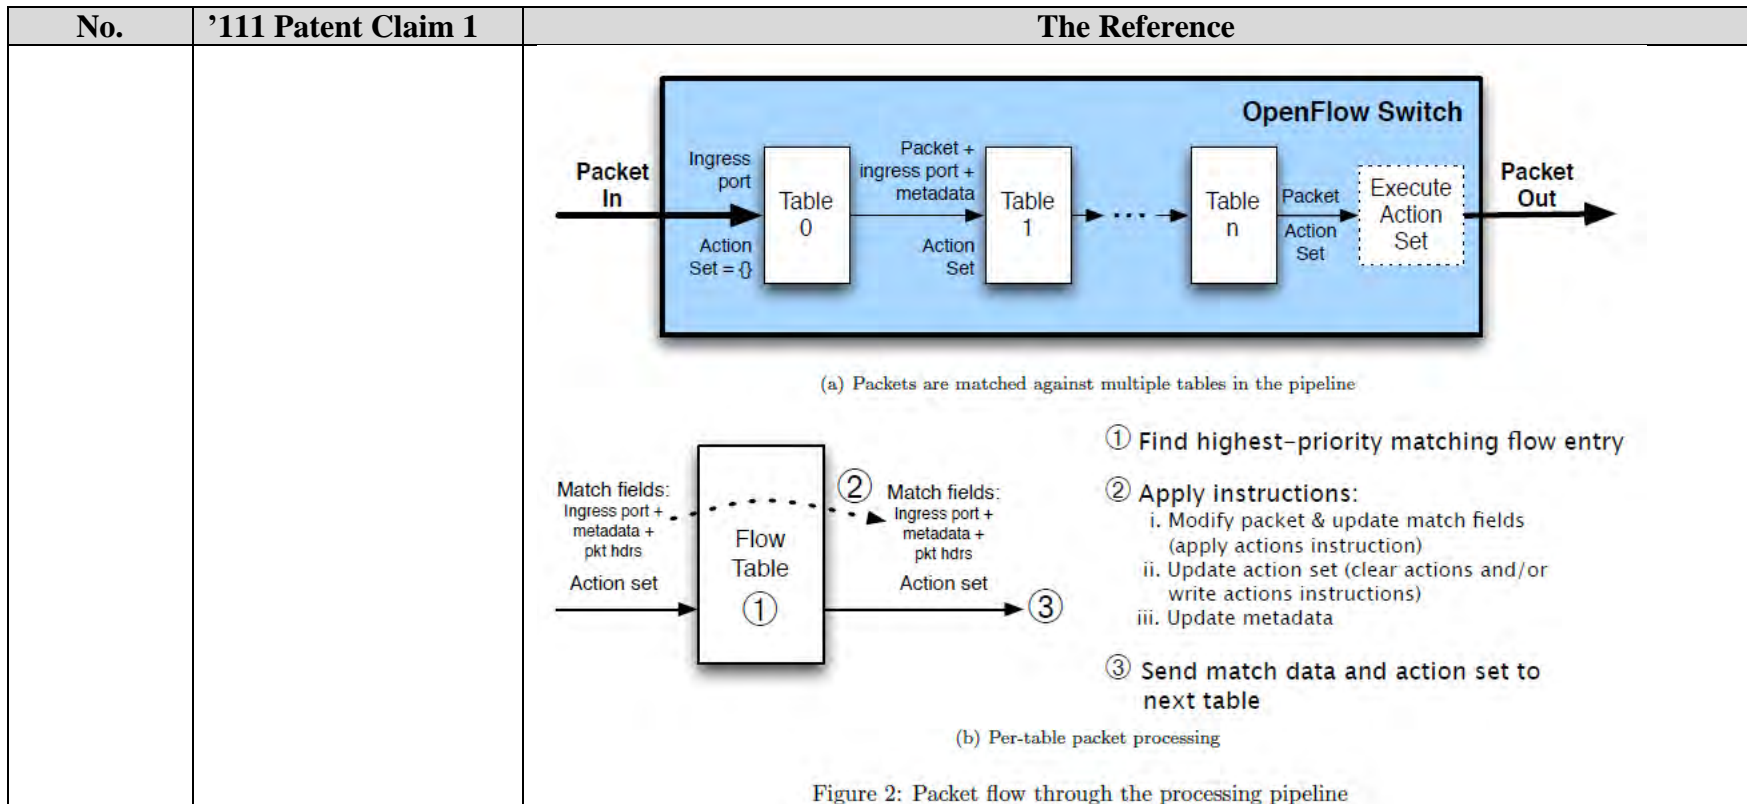 No.
’111 Patent Claim 1
The Reference
OpenFlow Switch
Packet
In
Ingress
port
Action
Set = {}
Table
0
Packet +
ingress port +
metadata
Action
Set
Table
1
...
Table
n
Packet
Action
Set
Execute
Action
Set
Packet
Out
(a) Packets are matched against multiple tables in the pipeline
Match fields:
Ingress port +
metadata +
pkt hdrs
Action set
Flow
Table
①
②
Match fields:
Ingress port +
metadata +
pkt hdrs
Action set
③
① Find highest-priority matching flow entry
② Apply instructions:
i. Modify packet & update match fields
(apply actions instruction)
ii. Update action set (clear actions and/or
write actions instructions)
iii. Update metadata
③ Send match data and action set to
next table
(b) Per-table packet processing
Figure 2: Packet flow through the processing pipeline